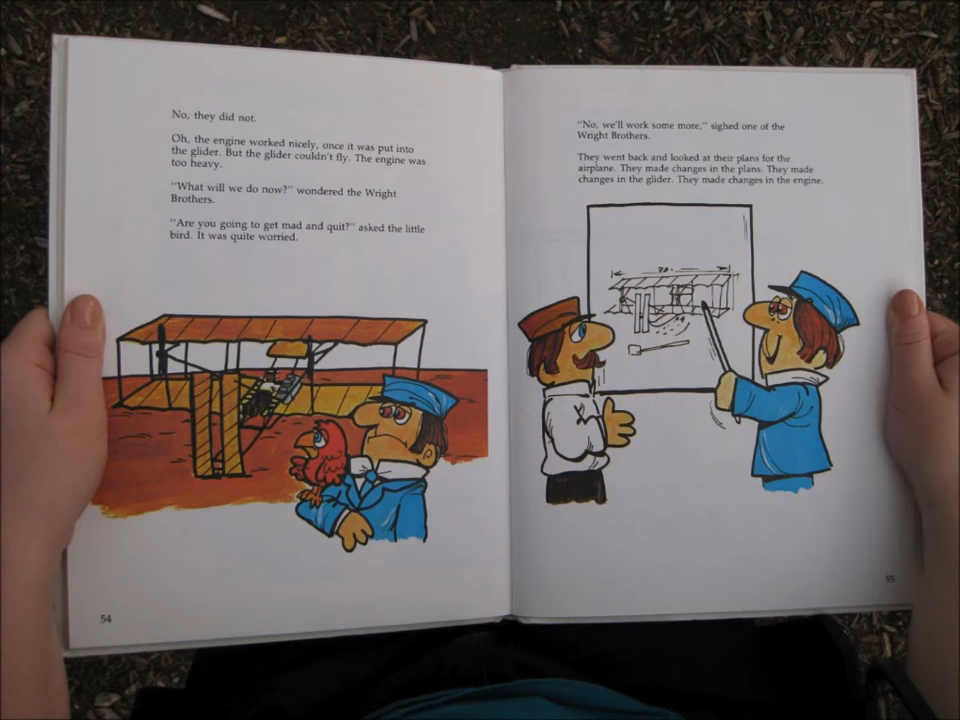 No, they did not.
Oh, the engine worked nicely, once it was put into
the glider. But the glider couldn't fly. The engine was
too heavy.
"What will we do now?" wondered the Wright
Brothers.
"Are you going to get mad and quit?" asked the little
bird. It was quite worried.
54
"No, we'll work some more," sighed one of the
Wright Brothers.
They went back and looked at their plans for the
airplane. They made changes in the plans. They made
changes in the glider. They made changes in the engine.
55